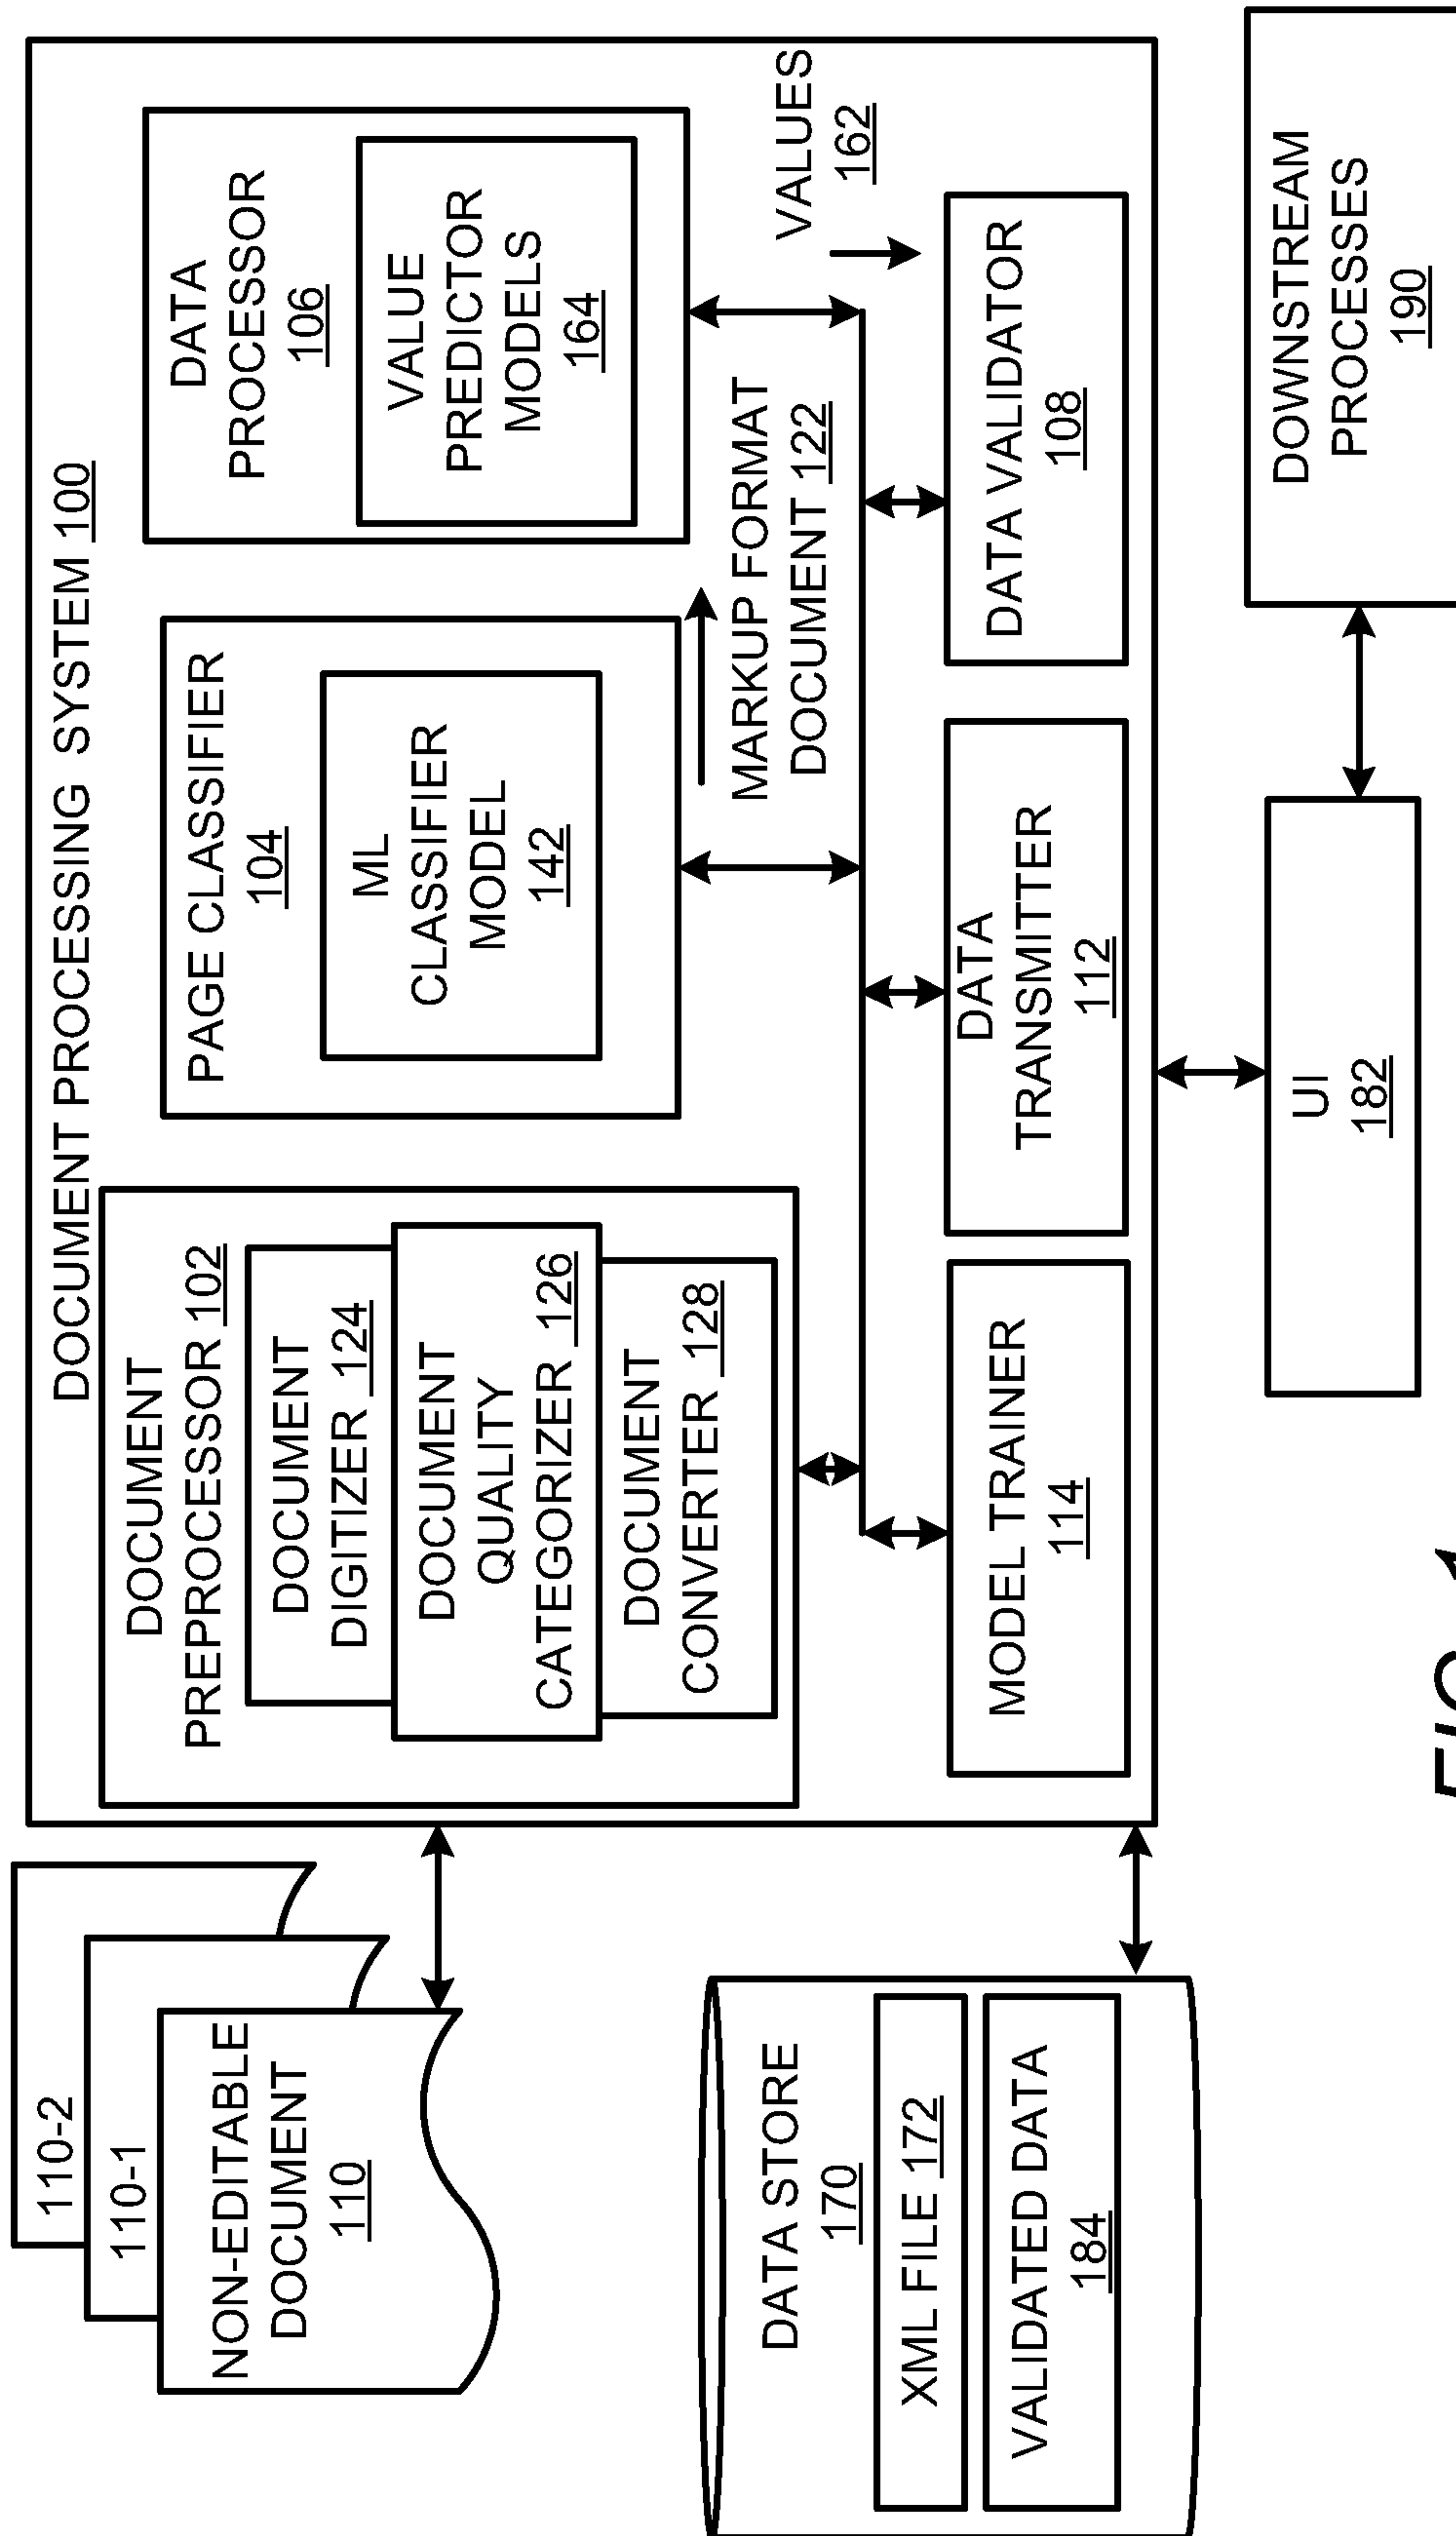 DOCUMENT PROCESSING SYSTEM 100
110-2
110-1
NON-EDITABLE
DOCUMENT
110
DOCUMENT
PREPROCESSOR 102
DOCUMENT
DIGITIZER 124
DOCUMENT
QUALITY
CATEGORIZER 126
DOCUMENT
CONVERTER 128
PAGE CLASSIFIER
104
ML
CLASSIFIER
MODEL
142
DATA
PROCESSOR
106
VALUE
PREDICTOR
MODELS
164
MARKUP FORMAT
DOCUMENT 122
VALUES
162
DATA STORE
170
XML FILE 172
VALIDATED DATA
184
MODEL TRAINER
114
DATA
TRANSMITTER
112
DATA VALIDATOR
108
UI
182
DOWNSTREAM
PROCESSES
190
FIG. 1